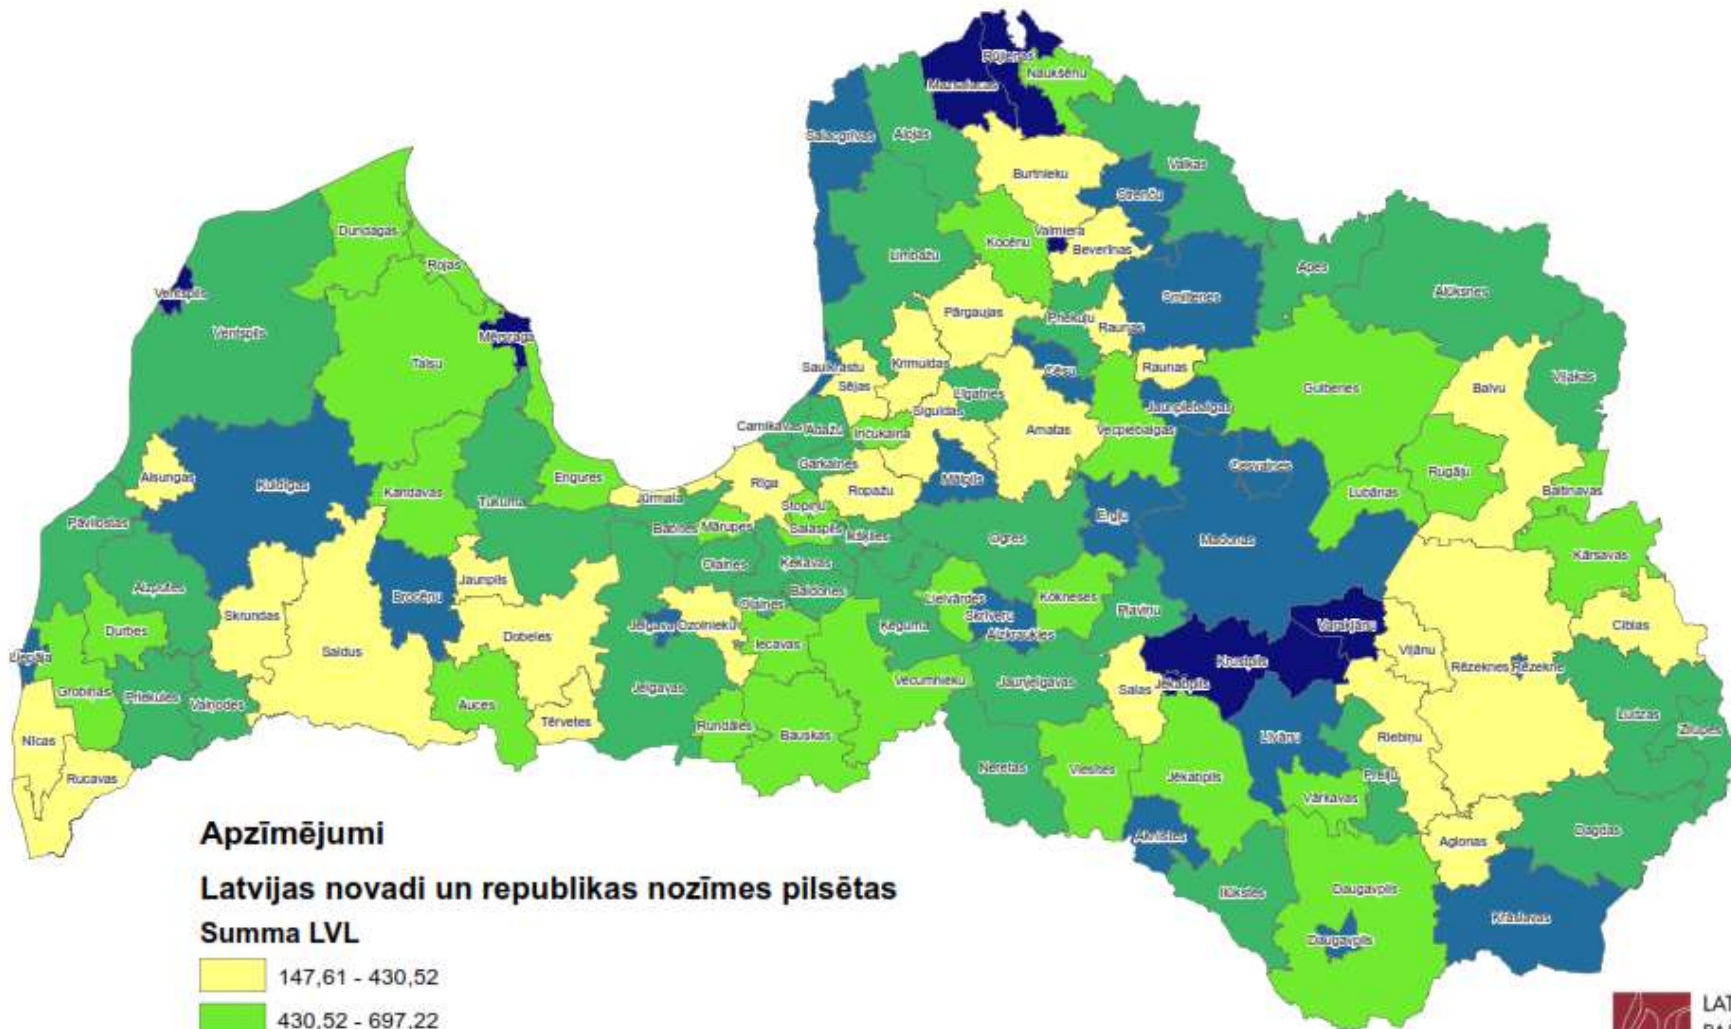 Rūjienas
Mazsalacas
Naukšēnu
Salacgrīvas
Alojas
Valkas
Burtnieku
Strenču
Dundagas
Valmiera
Kocēnu
Beverīnas
Rojas
Limbažu
Apes
Ventspils
Smiltenes
Alūksnes
Pārgaujas
Priekuļu
Raunas
Ventspils
Mērsraga
Talsu
Krimuldas
Saulkrastu
Cēsu
Raunas
Viļakas
Sējas
Līgatnes
Gulbenes
Balvu
Siguldas
Jaunpiebalgas
Carnikavas
Ādažu
Inčukalna
Amatas
Vecpiebalgas
Alsungas
Garkalnes
Cesvaines
Rugāju
Kuldīgas
Kandavas
Engures
Mālpils
Lubānas
Baltinavas
Tukuma
Jūrmala
Rīga
Ropažu
Stopiņu
Pāvilostas
Babītes
Mārupes
Salaspils
Ikšķiles
Ogres
Ērgļu
Madonas
Kārsavas
Olaines
Ķekavas
Aizputes
Jaunpils
Baldones
Skrundas
Brocēnu
Olaines
Lielvārdes
Kokneses
Pļaviņu
Durbes
Dobeles
Jelgava
Ozolnieku
Ķeguma
Skrīveru
Aizkraukles
Varakļānu
Ciblas
Liepāja
Saldus
Iecavas
Viļānu
Krustpils
Rēzeknes
Rēzekne
Grobiņas
Priekules
Vaiņodes
Auces
Jelgavas
Vecumnieku
Jaunjelgavas
Salas
Jēkabpils
Tērvetes
Rundāles
Bauskas
Līvānu
Riebiņu
Ludzas
Zilupes
Nīcas
Rucavas
Neretas
Viesītes
Jēkabpils
Preiļu
Vārkavas
Aknīstes
Aglonas
Dagdas
Ilūkstes
Daugavpils
Krāslavas
Daugavpils
Apzīmējumi
Latvijas novadi un republikas nozīmes pilsētas
Summa LVL
147,61 - 430,52
430,52 - 697,22